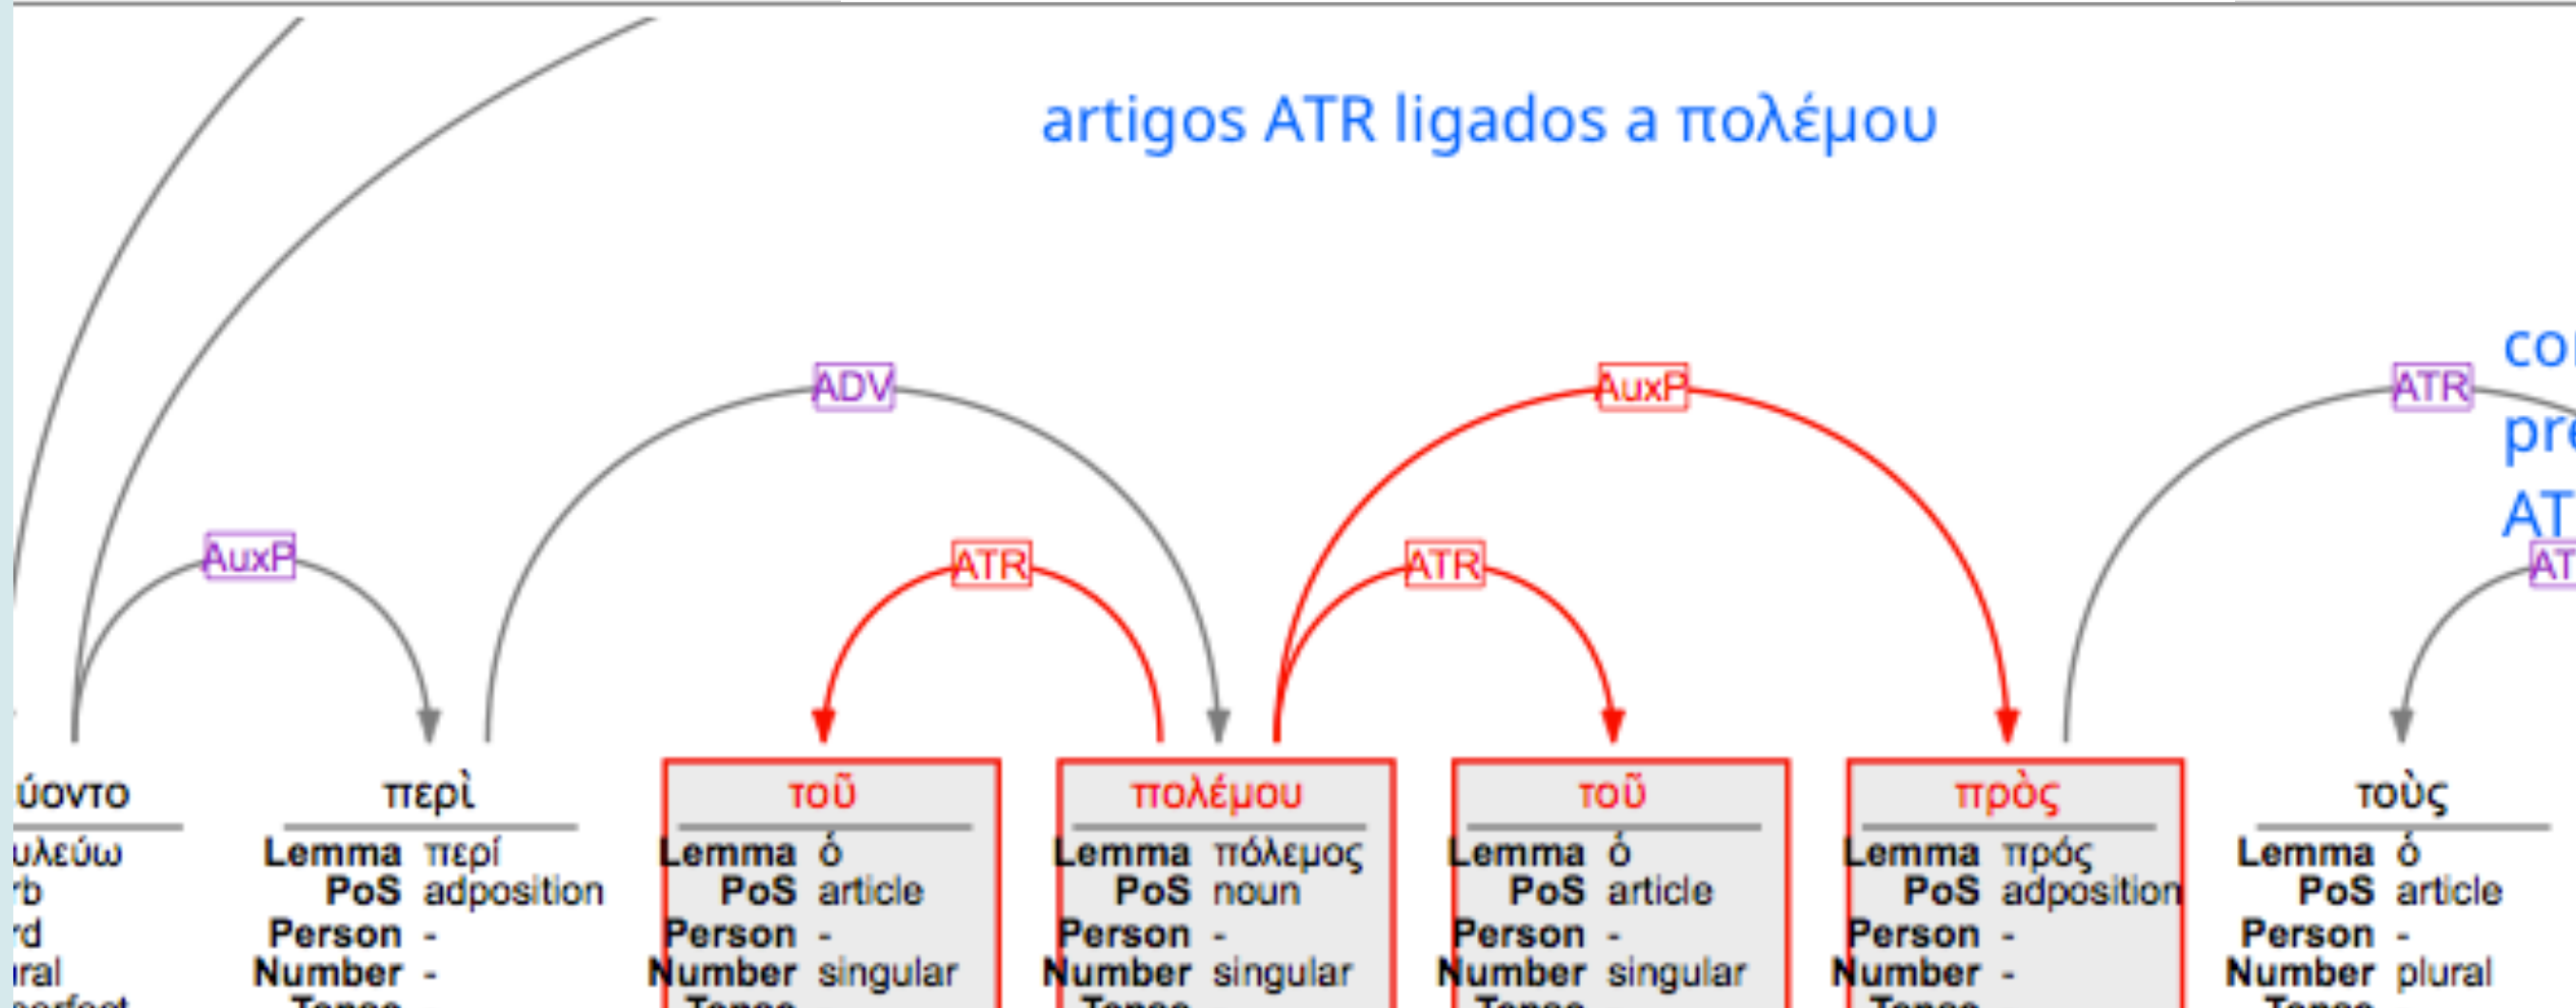 artigos ATR ligados a πολέμου
ADV AuxP ATR
AuxP ATR ATR
περὶ τοῦ πολέμου τοῦ πρὸς τοὺς
Lemma περί Lemma ὁ Lemma πόλεμος Lemma ὁ Lemma πρός Lemma ὁ
PoS adposition PoS article PoS noun PoS article PoS adposition PoS article
Person - Person - Person - Person - Person - Person -
Number - Number singular Number singular Number singular Number - Number plural